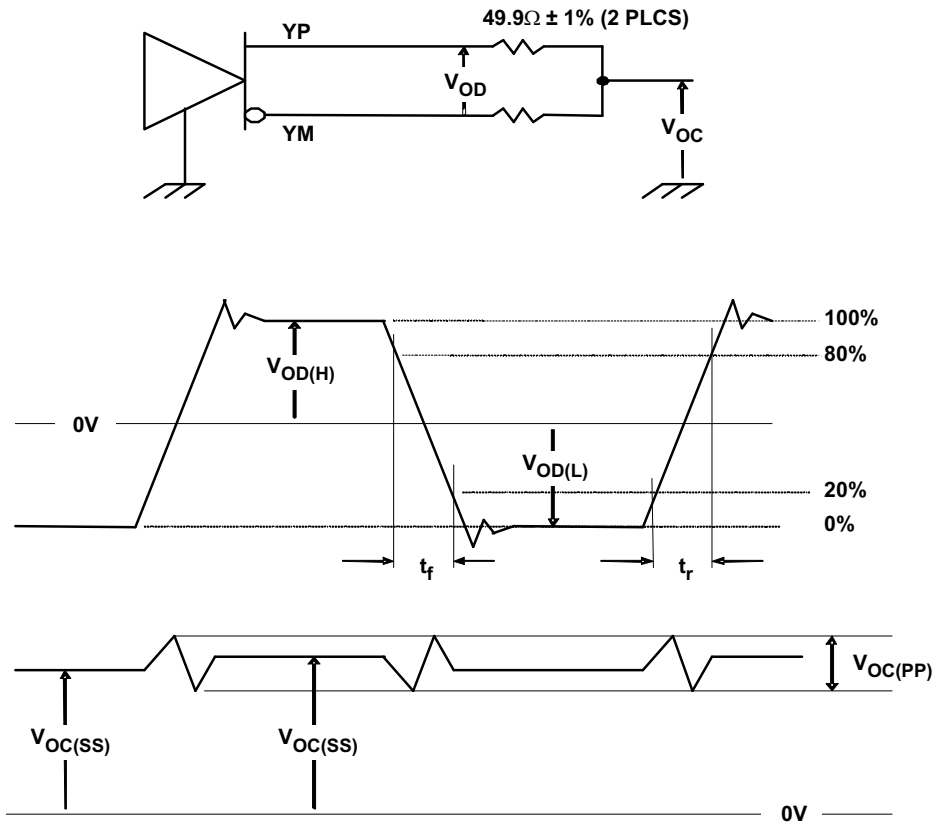 49.9Ω ± 1% (2 PLCS)
YP
VOD
YM
VOC
100%
80%
VOD(H)
0V
VOD(L)
20%
0%
tf
tr
VOC(PP)
VOC(SS)
VOC(SS)
0V